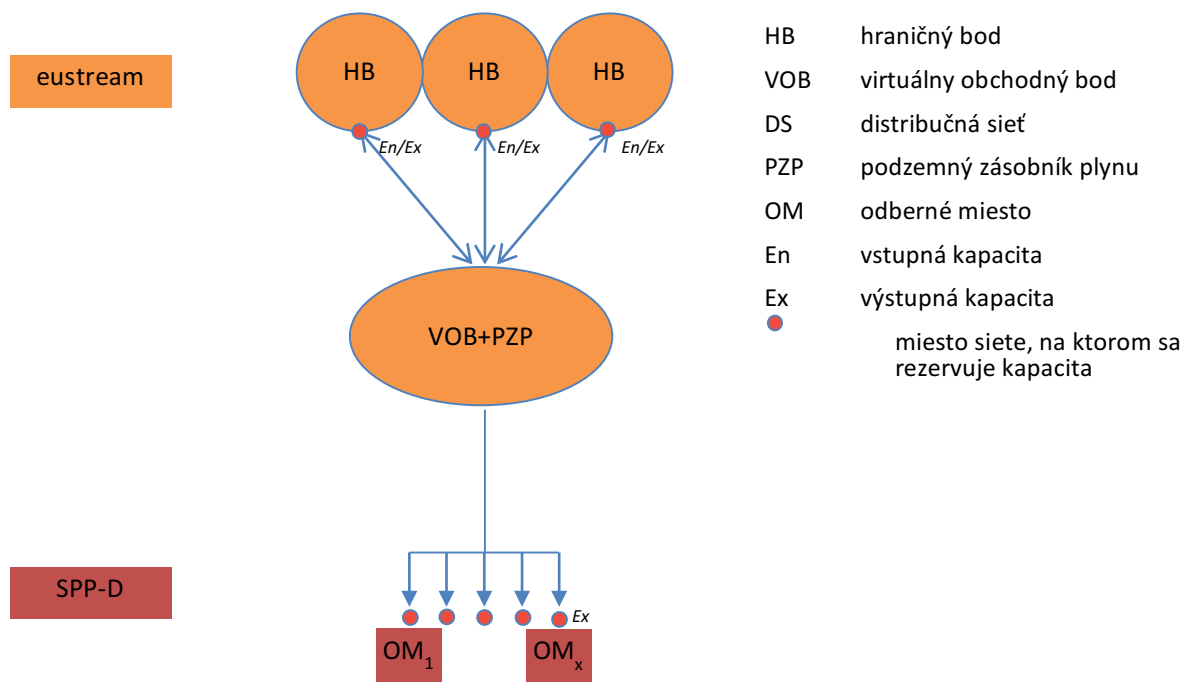 eustream
HB HB HB
En/Ex En/Ex En/Ex
VOB+PZP
SPP-D
Ex
OM1 OMx
HB hraničný bod
VOB virtuálny obchodný bod
DS distribučná sieť
PZP podzemný zásobník plynu
OM odberné miesto
En vstupná kapacita
Ex výstupná kapacita
miesto siete, na ktorom sa
rezervuje kapacita